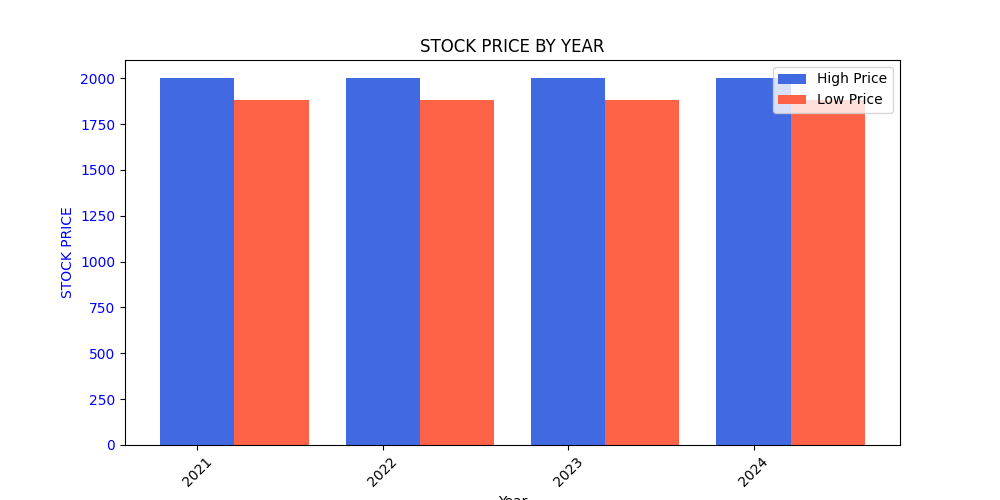 STOCK PRICE BY YEAR
High Price
Low Price
STOCK PRICE
2000
1750
1500
1250
1000
750
500
250
0
2021
2022
2023
2024
Year